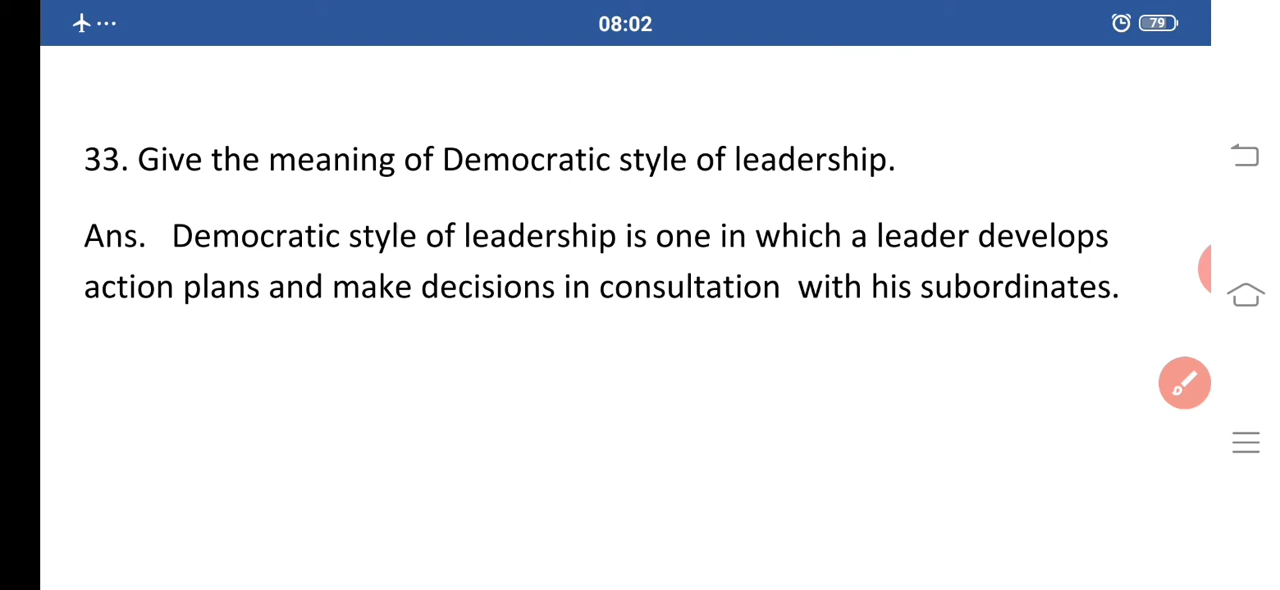 08:02
79
33. Give the meaning of Democratic style of leadership.
Ans. Democratic style of leadership is one in which a leader develops
action plans and make decisions in consultation with his subordinates.